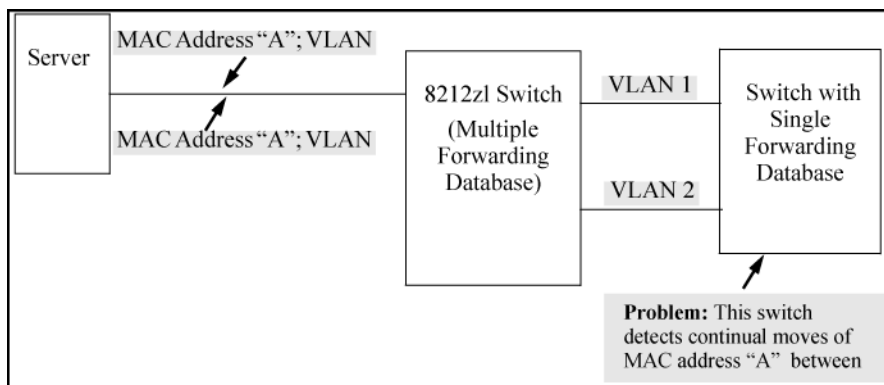 Server
MAC Address “A”; VLAN
MAC Address “A”; VLAN
8212zl Switch
(Multiple
Forwarding
Database)
VLAN 1
VLAN 2
Switch with
Single
Forwarding
Database
Problem: This switch
detects continual moves of
MAC address “A” between